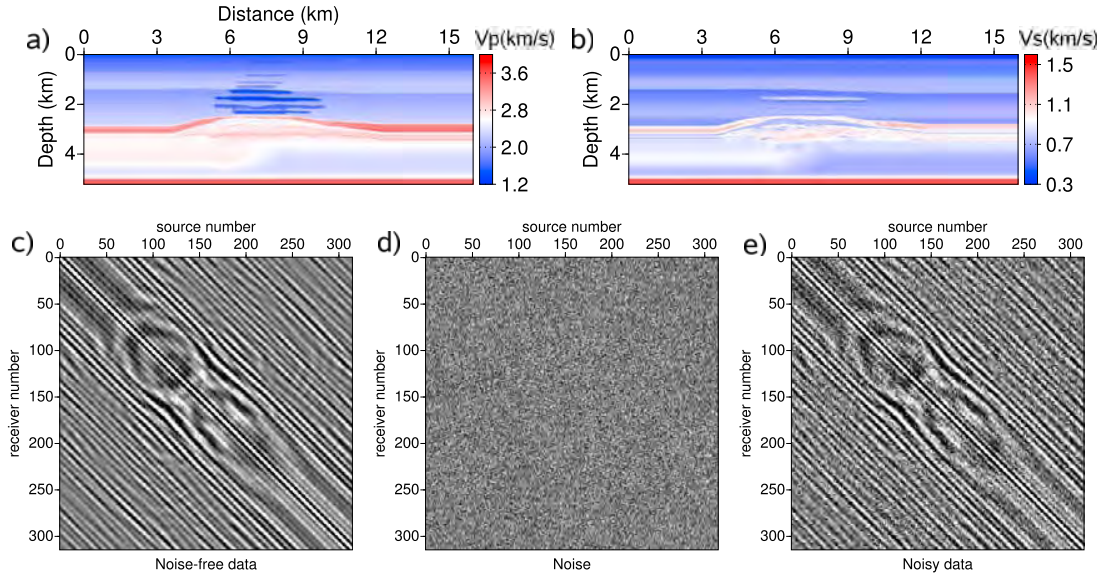 Distance (km)
a) 0 3 6 9 12 15 Vp(km/s)
b) 0 3 6 9 12 15 Vs(km/s)
Depth (km)
0
2
4
3.6
2.8
2.0
1.2
Depth (km)
0
2
4
1.5
1.1
0.7
0.3
c) source number
0 50 100 150 200 250 300
receiver number
0
50
100
150
200
250
300
Noise-free data
d) source number
0 50 100 150 200 250 300
receiver number
0
50
100
150
200
250
300
Noise
e) source number
0 50 100 150 200 250 300
receiver number
0
50
100
150
200
250
300
Noisy data